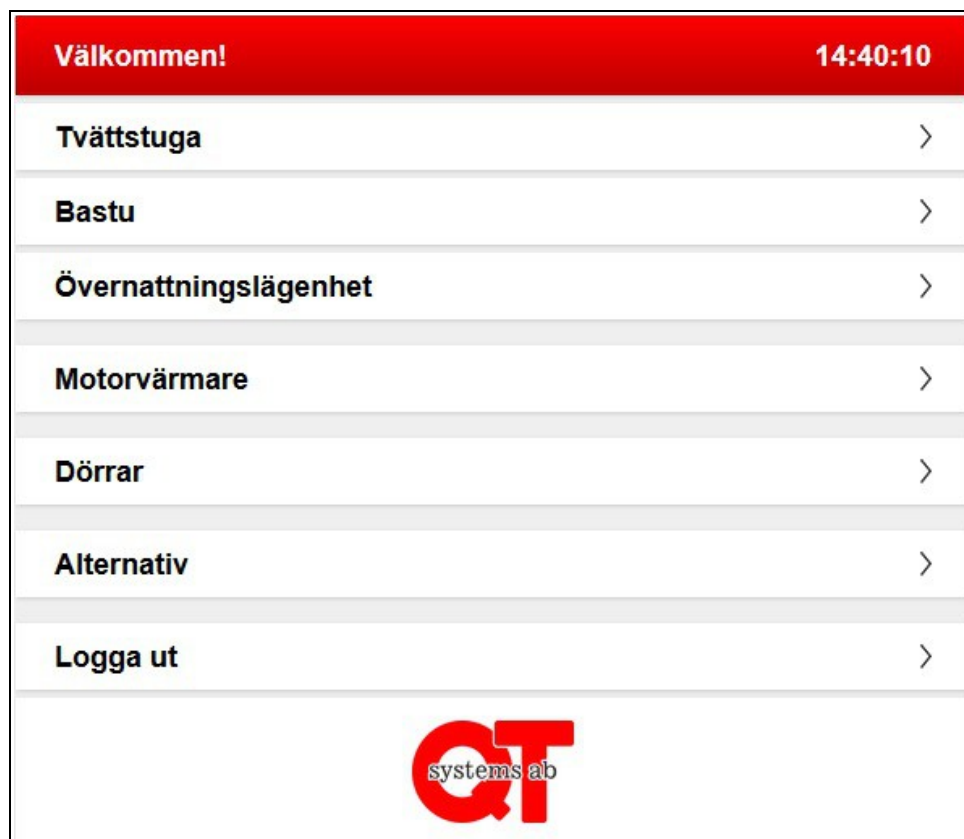 Välkommen! 14:40:10
Tvättstuga
Bastu
Övernattningslägenhet
Motorvärmare
Dörrar
Alternativ
Logga ut
QT
systems ab